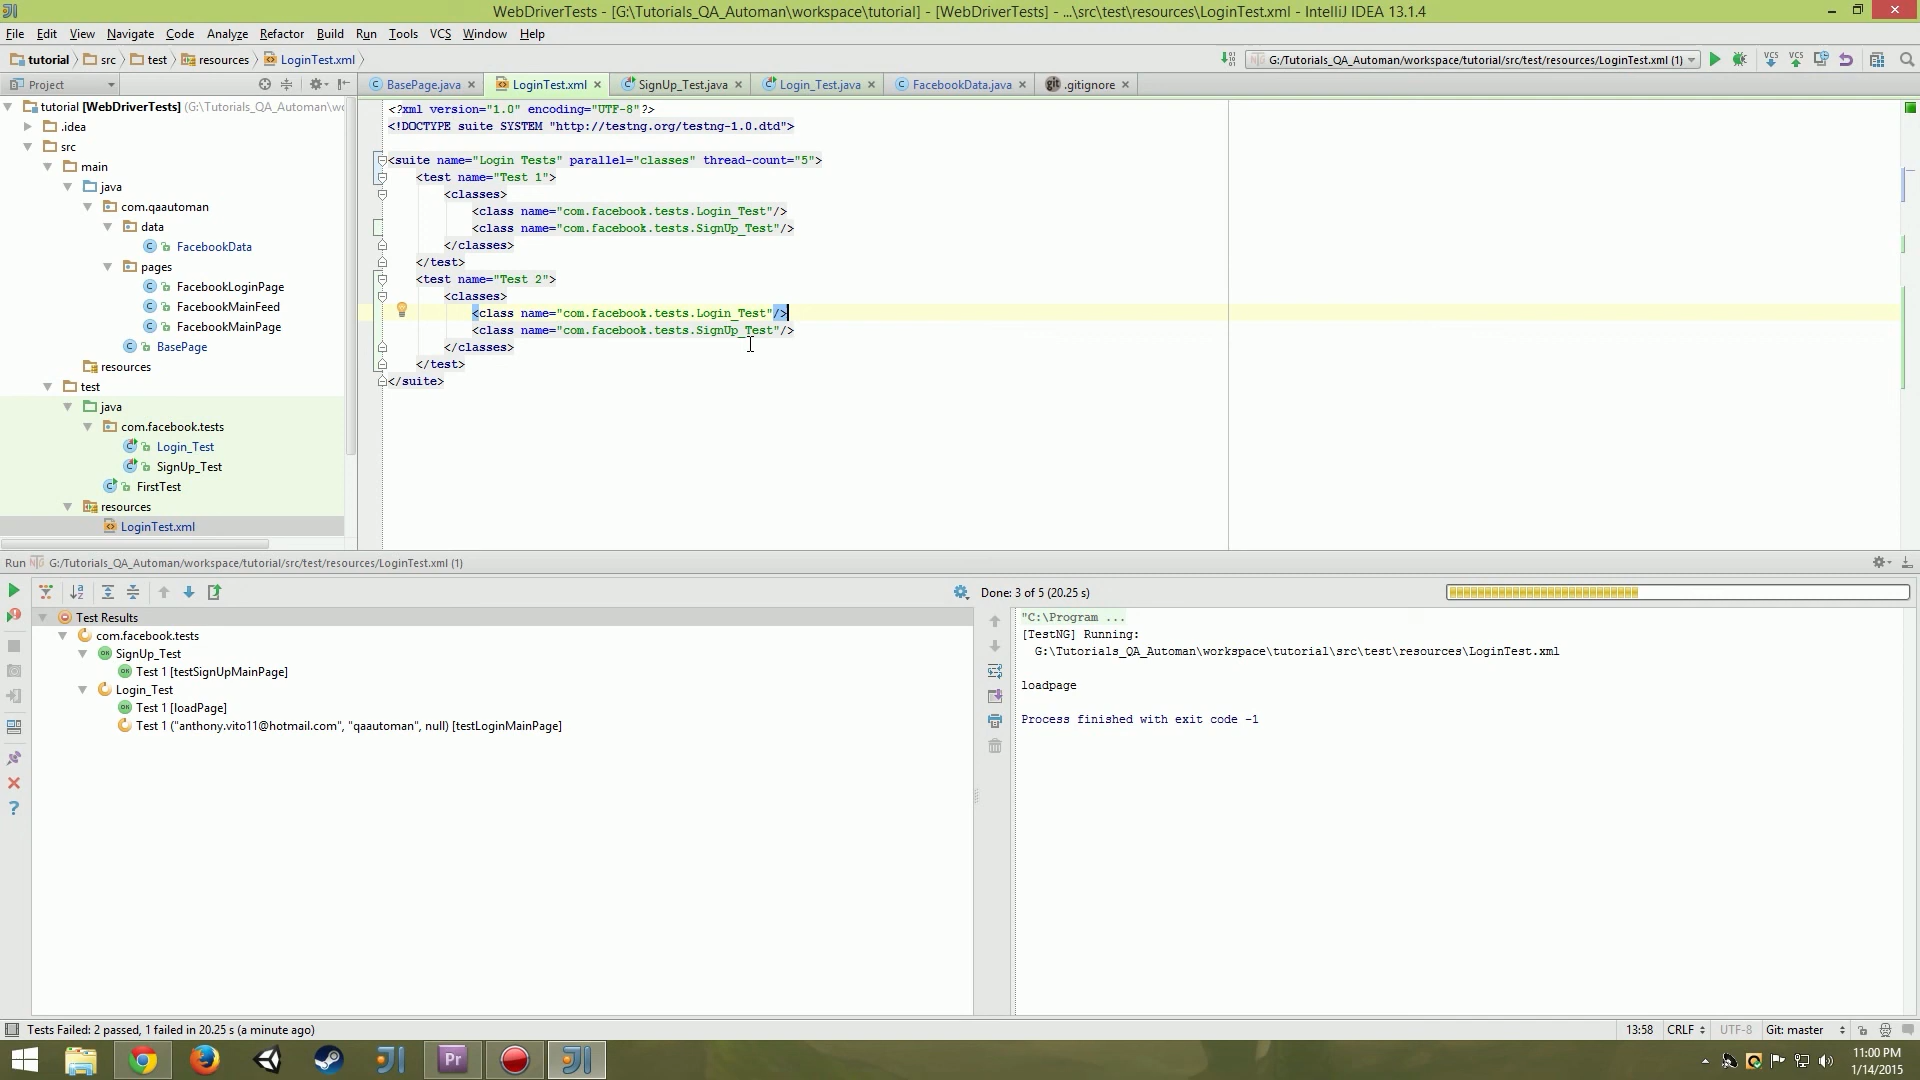 WebDriverTests - [G:\Tutorials_QA_Automan\workspace\tutorial] - [WebDriverTests] - ...\src\test\resources\LoginTest.xml - IntelliJ IDEA 13.1.4
File Edit View Navigate Code Analyze Refactor Build Run Tools VCS Window Help
tutorial src test resources LoginTest.xml
G:/Tutorials_QA_Automan/workspace/tutorial/src/test/resources/LoginTest.xml (1)
Project
BasePage.java LoginTest.xml SignUp_Test.java Login_Test.java FacebookData.java .gitignore
tutorial [WebDriverTests] (G:\Tutorials_QA_Automan\wo
.idea
src
main
java
com.qaautoman
data
FacebookData
pages
FacebookLoginPage
FacebookMainFeed
FacebookMainPage
BasePage
resources
test
java
com.facebook.tests
Login_Test
SignUp_Test
FirstTest
resources
LoginTest.xml
<?xml version="1.0" encoding="UTF-8"?>
<!DOCTYPE suite SYSTEM "http://testng.org/testng-1.0.dtd">
<suite name="Login Tests" parallel="classes" thread-count="5">
<test name="Test 1">
<classes>
<class name="com.facebook.tests.Login_Test"/>
<class name="com.facebook.tests.SignUp_Test"/>
</classes>
</test>
<test name="Test 2">
<classes>
<class name="com.facebook.tests.Login_Test"/>
<class name="com.facebook.tests.SignUp_Test"/>
</classes>
</test>
</suite>
Run G:/Tutorials_QA_Automan/workspace/tutorial/src/test/resources/LoginTest.xml (1)
Done: 3 of 5 (20.25 s)
Test Results
com.facebook.tests
SignUp_Test
Test 1 [testSignUpMainPage]
Login_Test
Test 1 [loadPage]
Test 1 ("anthony.vito11@hotmail.com", "qaautoman", null) [testLoginMainPage]
"C:\Program ...
[TestNG] Running:
G:\Tutorials_QA_Automan\workspace\tutorial\src\test\resources\LoginTest.xml
loadpage
Process finished with exit code -1
Tests Failed: 2 passed, 1 failed in 20.25 s (a minute ago)
13:58 CRLF UTF-8 Git: master
Pr
11:00 PM
1/14/2015